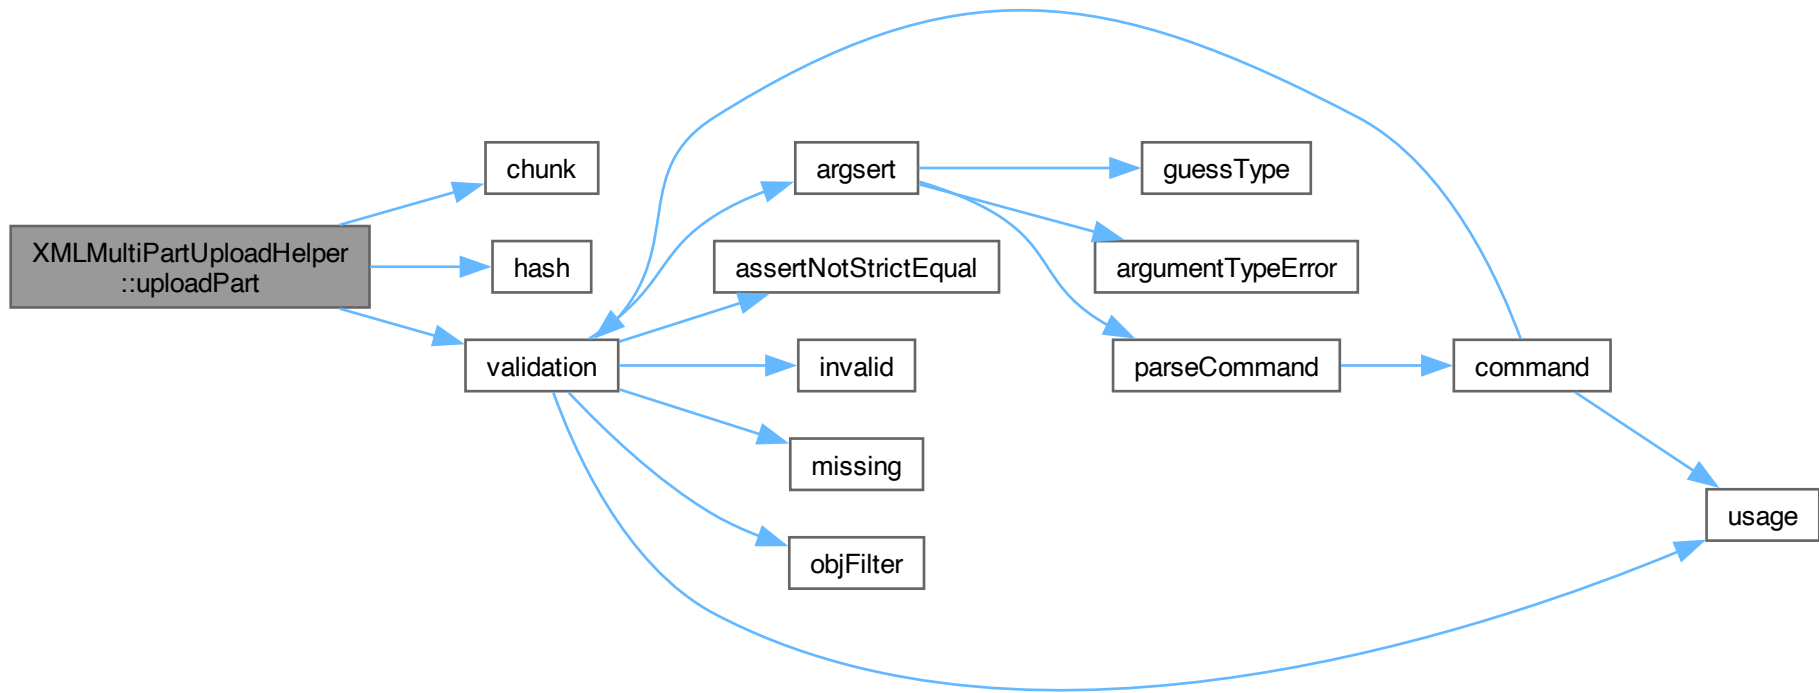 XMLMultiPartUploadHelper
::uploadPart
chunk
hash
validation
argsert
assertNotStrictEqual
invalid
missing
objFilter
guessType
argumentTypeError
parseCommand
command
usage